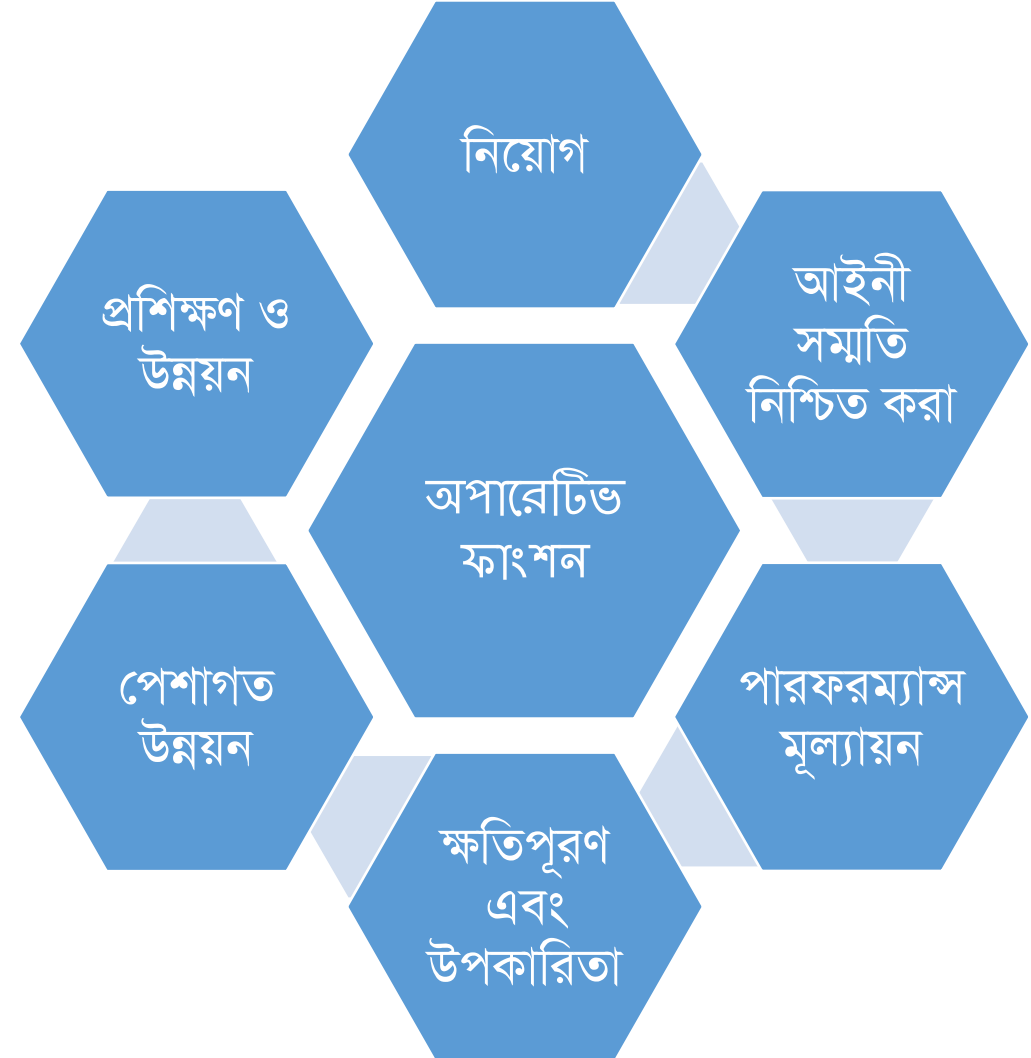 নিয়োগ
আইনী
সম্মতি
নিশ্চিত করা
প্রশিক্ষণ ও
উন্নয়ন
অপারেটিভ
ফাংশন
পেশাগত
উন্নয়ন
পারফরম্যান্স
মূল্যায়ন
ক্ষতিপূরণ
এবং
উপকারিতা